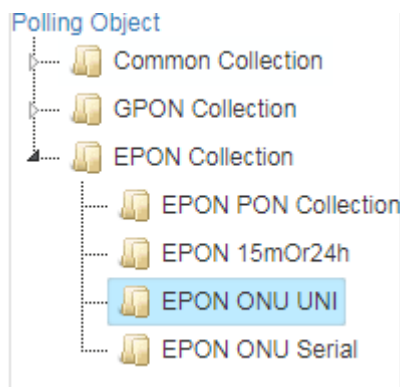 Polling Object
Common Collection
GPON Collection
EPON Collection
EPON PON Collection
EPON 15mOr24h
EPON ONU UNI
EPON ONU Serial